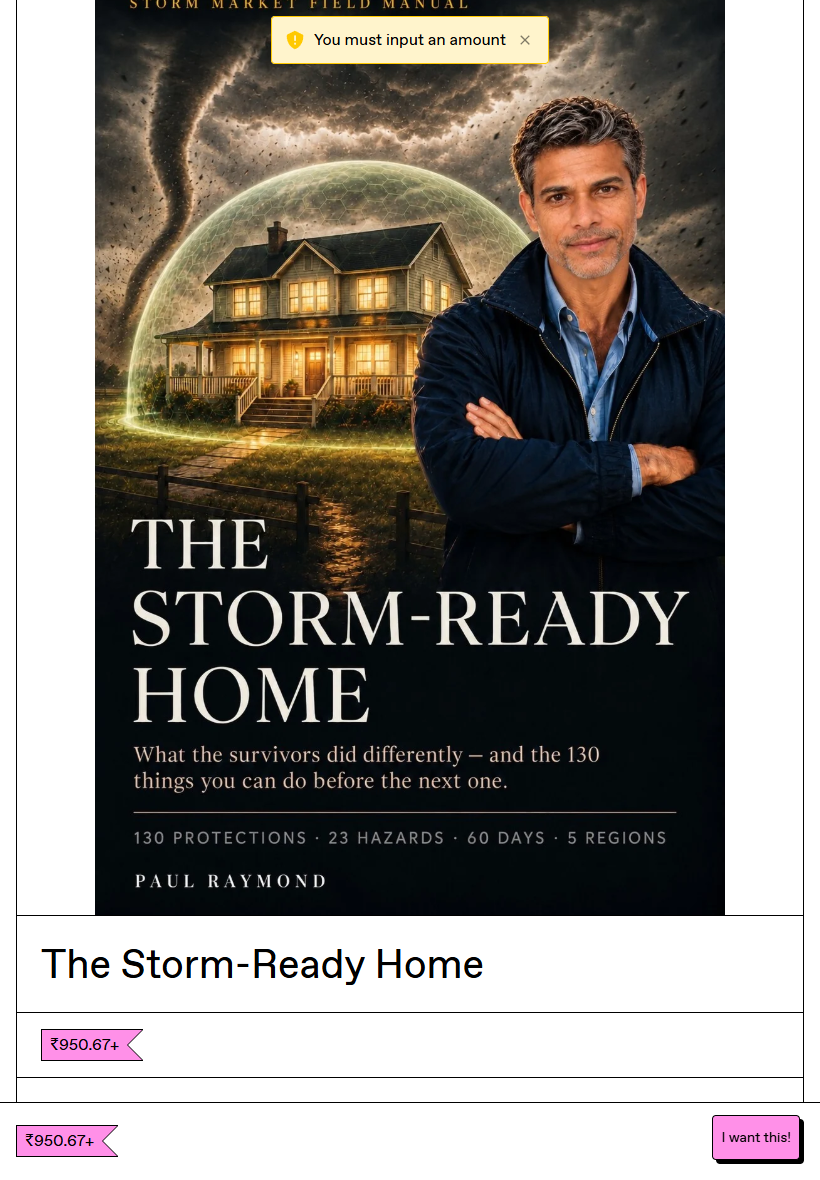 STORM MARKET FIELD MANUAL
You must input an amount
THE
STORM-READY
HOME
What the survivors did differently — and the 130
things you can do before the next one.
130 PROTECTIONS · 23 HAZARDS · 60 DAYS · 5 REGIONS
PAUL RAYMOND
The Storm-Ready Home
₹950.67+
₹950.67+
I want this!